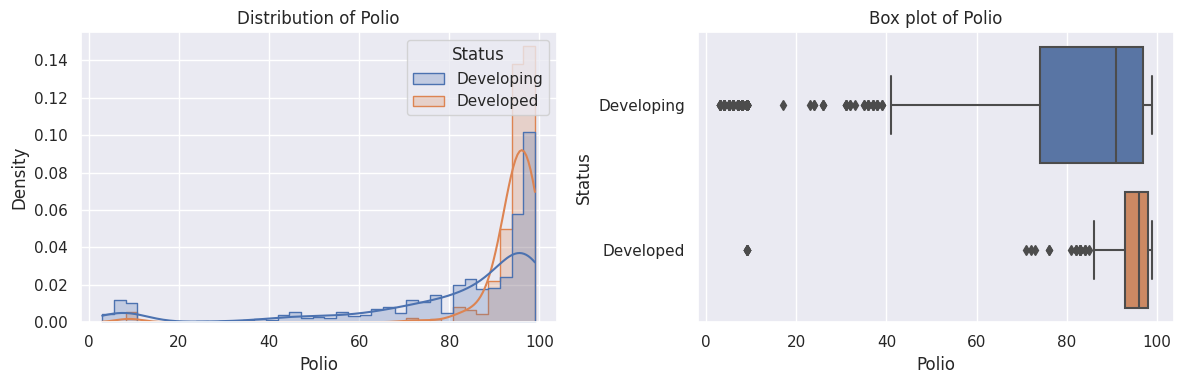 Distribution of Polio
Status
Developing
Developed
0.14
0.12
0.10
0.08
0.06
0.04
0.02
0.00
Density
0
20
40
60
80
100
Polio
Box plot of Polio
Developing
Developed
Status
0
20
40
60
80
100
Polio